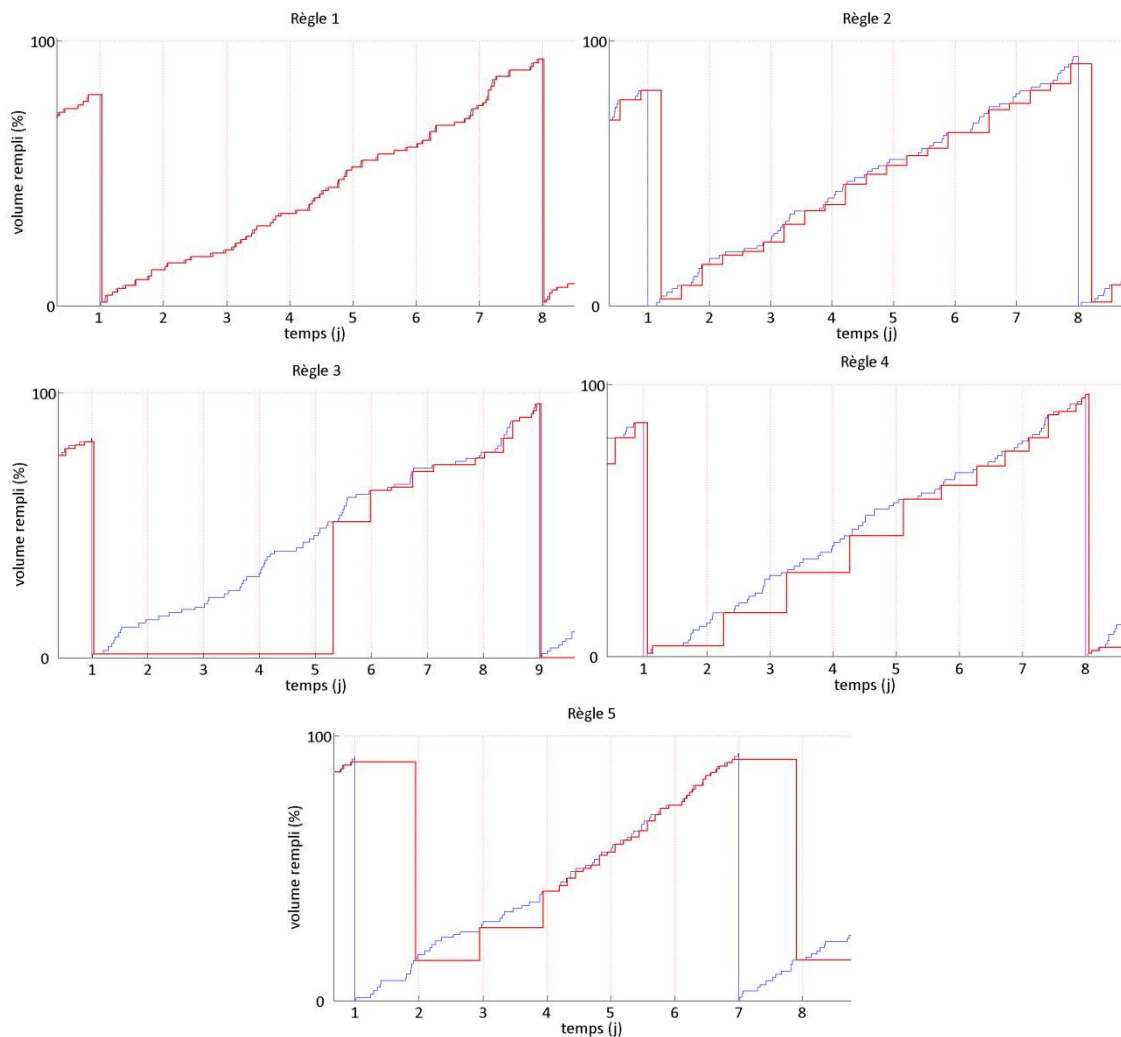 Règle 1
100
volume rempli (%)
0
1 2 3 4 5 6 7 8
temps (j)
Règle 2
100
0
1 2 3 4 5 6 7 8
temps (j)
Règle 3
100
volume rempli (%)
0
1 2 3 4 5 6 7 8 9
temps (j)
Règle 4
100
0
1 2 3 4 5 6 7 8
temps (j)
Règle 5
100
volume rempli (%)
0
1 2 3 4 5 6 7 8
temps (j)